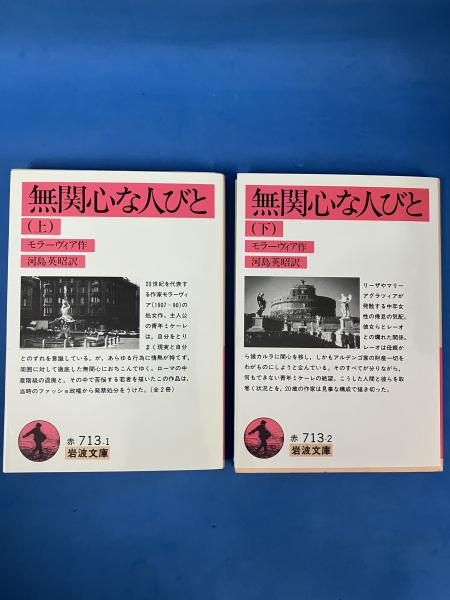 無関心な人びと
(上)
モラーヴィア作
河島英昭訳
20世紀を代表す
る作家モラーヴィ
ア(1907-90)の
処女作。主人公
の青年ミケーレ
は、自分をとり
まく現実と自分
とのずれを意識している。が、あらゆる行為に情熱が持てず、
周囲に対して徹底した無関心におちこんでゆく。ローマの中
産階級の退廃と、その中で苦悩する若者を描いたこの作品は、
当時のファッショ政権から発禁処分をうけた。(全2冊)
赤 713-1
岩波文庫
無関心な人びと
(下)
モラーヴィア作
河島英昭訳
リーザやマリー
アグラツィアが
発散する中年女
性の倦怠の気配。
彼女らとレーオ
との爛れた関係。
レーオは母親か
ら娘カルラに関心を移し、しかもアルデンゴ家の財産一切を
わがものにしようと企んでいる。そのすべてが分りながら、
何もできない青年ミケーレの絶望。こうした人間と彼らを取
巻く状況とを、20歳の作家は見事な構成で描き切った。
赤 713-2
岩波文庫